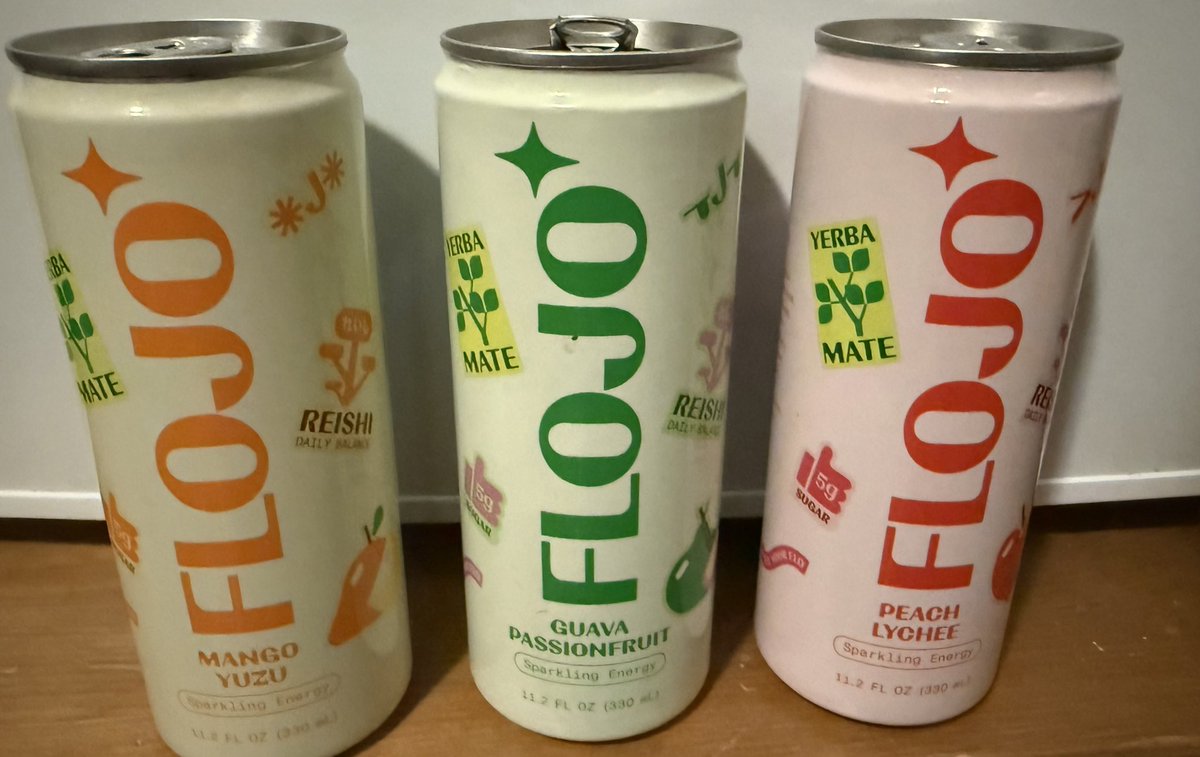 J
YERBA
MATE
FLOJO
REISHI
DAILY BALANCE
MANGO
YUZU
Sparkling Energy
11.2 FL OZ (330 mL)
J
YERBA
MATE
FLOJO
REISHI
DAILY BALANCE
5g
SUGAR
GUAVA
PASSIONFRUIT
Sparkling Energy
11.2 FL OZ (330 mL)
YERBA
MATE
FLOJO
5g
SUGAR
PEACH
LYCHEE
Sparkling Energy
11.2 FL OZ (330 mL)